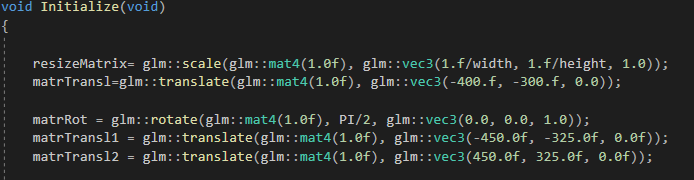 void Initialize(void)
{
resizeMatrix= glm::scale(glm::mat4(1.0f), glm::vec3(1.f/width, 1.f/height, 1.0));
matrTransl=glm::translate(glm::mat4(1.0f), glm::vec3(-400.f, -300.f, 0.0));
matrRot = glm::rotate(glm::mat4(1.0f), PI/2, glm::vec3(0.0, 0.0, 1.0));
matrTransl1 = glm::translate(glm::mat4(1.0f), glm::vec3(-450.0f, -325.0f, 0.0f));
matrTransl2 = glm::translate(glm::mat4(1.0f), glm::vec3(450.0f, 325.0f, 0.0f));